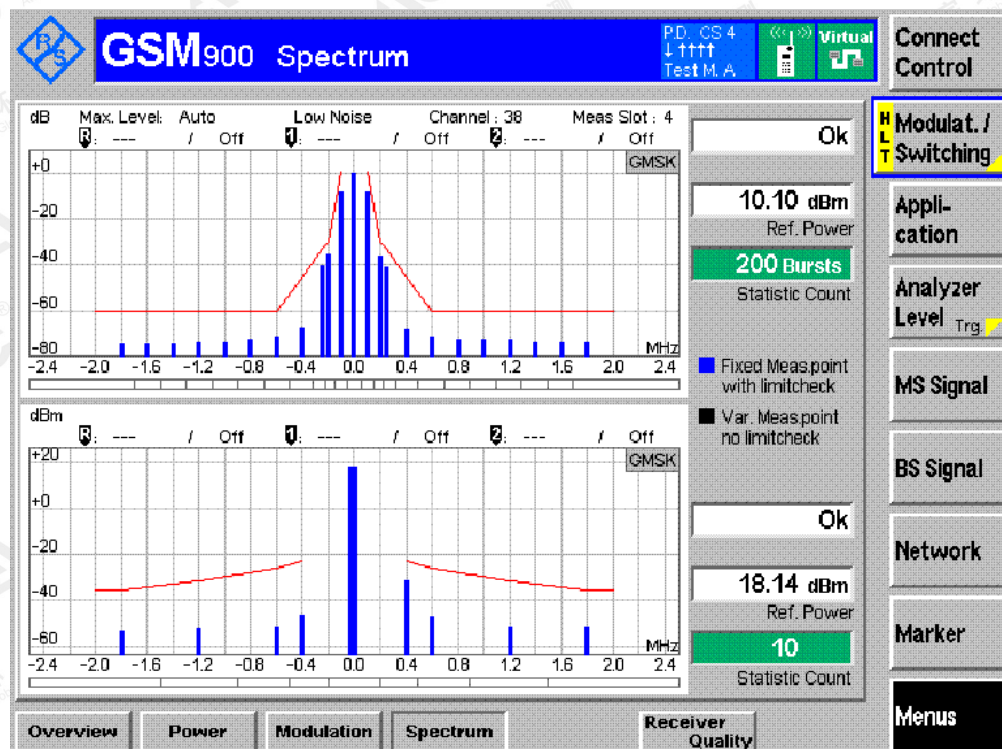 R S
GSM900 Spectrum
P.D. CS 4
↓ ↑↑↑↑
Test M. A
Virtual
Connect Control
H L T
Modulat. / Switching
Appli-cation
Analyzer Level Trg.
MS Signal
BS Signal
Network
Marker
Menus
dB Max. Level: Auto Low Noise Channel : 38 Meas Slot : 4
R: --- / Off 1: --- / Off 2: --- / Off
GMSK
+0
-20
-40
-60
-80
MHz
-2.4 -2.0 -1.6 -1.2 -0.8 -0.4 0.0 0.4 0.8 1.2 1.6 2.0 2.4
Ok
10.10 dBm
Ref. Power
200 Bursts
Statistic Count
Fixed Meas.point
with limitcheck
Var. Meas.point
no limitcheck
dBm
R: --- / Off 1: --- / Off 2: --- / Off
GMSK
+20
+0
-20
-40
-60
MHz
-2.4 -2.0 -1.6 -1.2 -0.8 -0.4 0.0 0.4 0.8 1.2 1.6 2.0 2.4
Ok
18.14 dBm
Ref. Power
10
Statistic Count
Overview Power Modulation Spectrum
Receiver
Quality